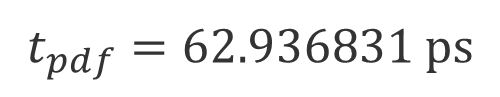 t_pdf = 62.936831 ps